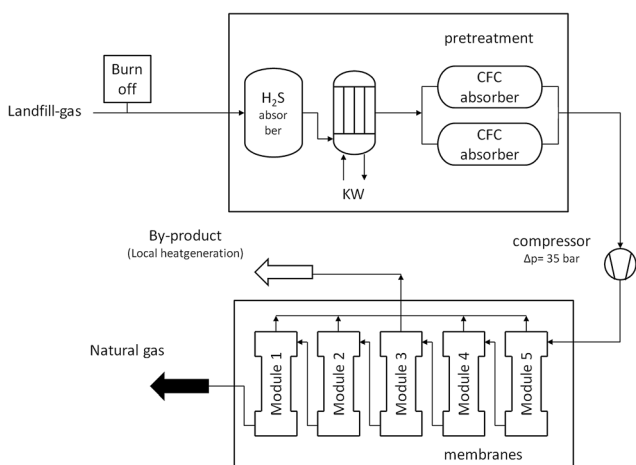 pretreatment
Burn
off
Landfill-gas
H₂S
absor
ber
CFC
absorber
CFC
absorber
KW
By-product
(Local heatgeneration)
compressor
Δp= 35 bar
Natural gas
Module 1
Module 2
Module 3
Module 4
Module 5
membranes